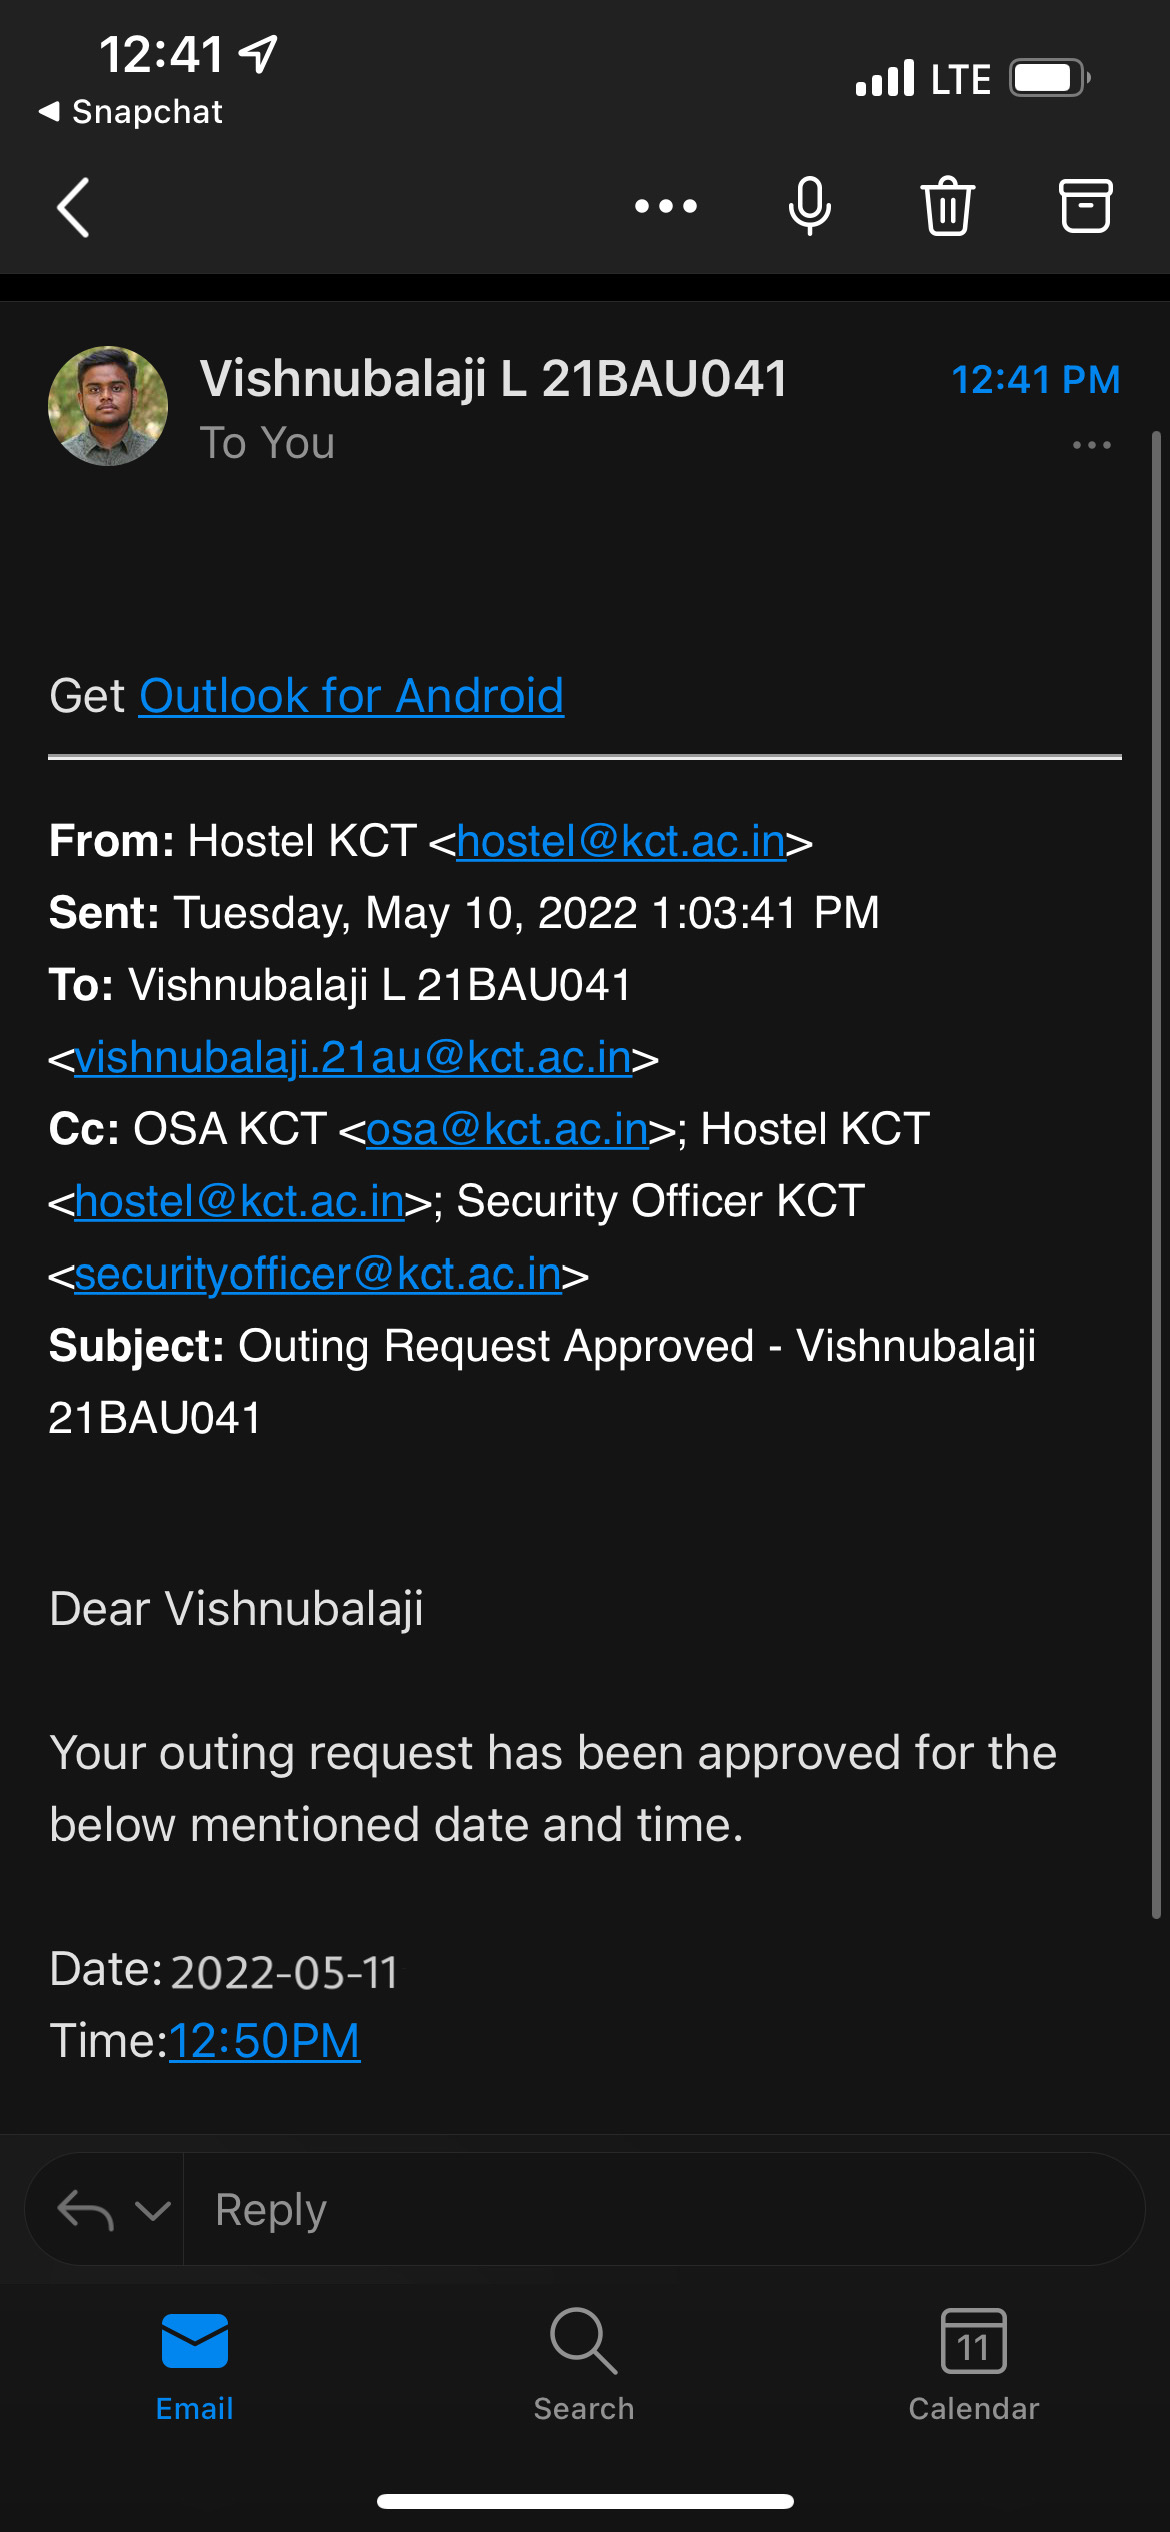 12:41
◀ Snapchat
LTE
Vishnubalaji L 21BAU041
12:41 PM
To You
Get Outlook for Android
From: Hostel KCT <hostel@kct.ac.in>
Sent: Tuesday, May 10, 2022 1:03:41 PM
To: Vishnubalaji L 21BAU041
<vishnubalaji.21au@kct.ac.in>
Cc: OSA KCT <osa@kct.ac.in>; Hostel KCT
<hostel@kct.ac.in>; Security Officer KCT
<securityofficer@kct.ac.in>
Subject: Outing Request Approved - Vishnubalaji
21BAU041
Dear Vishnubalaji
Your outing request has been approved for the
below mentioned date and time.
Date: 2022-05-11
Time:12:50PM
Reply
11
Email
Search
Calendar